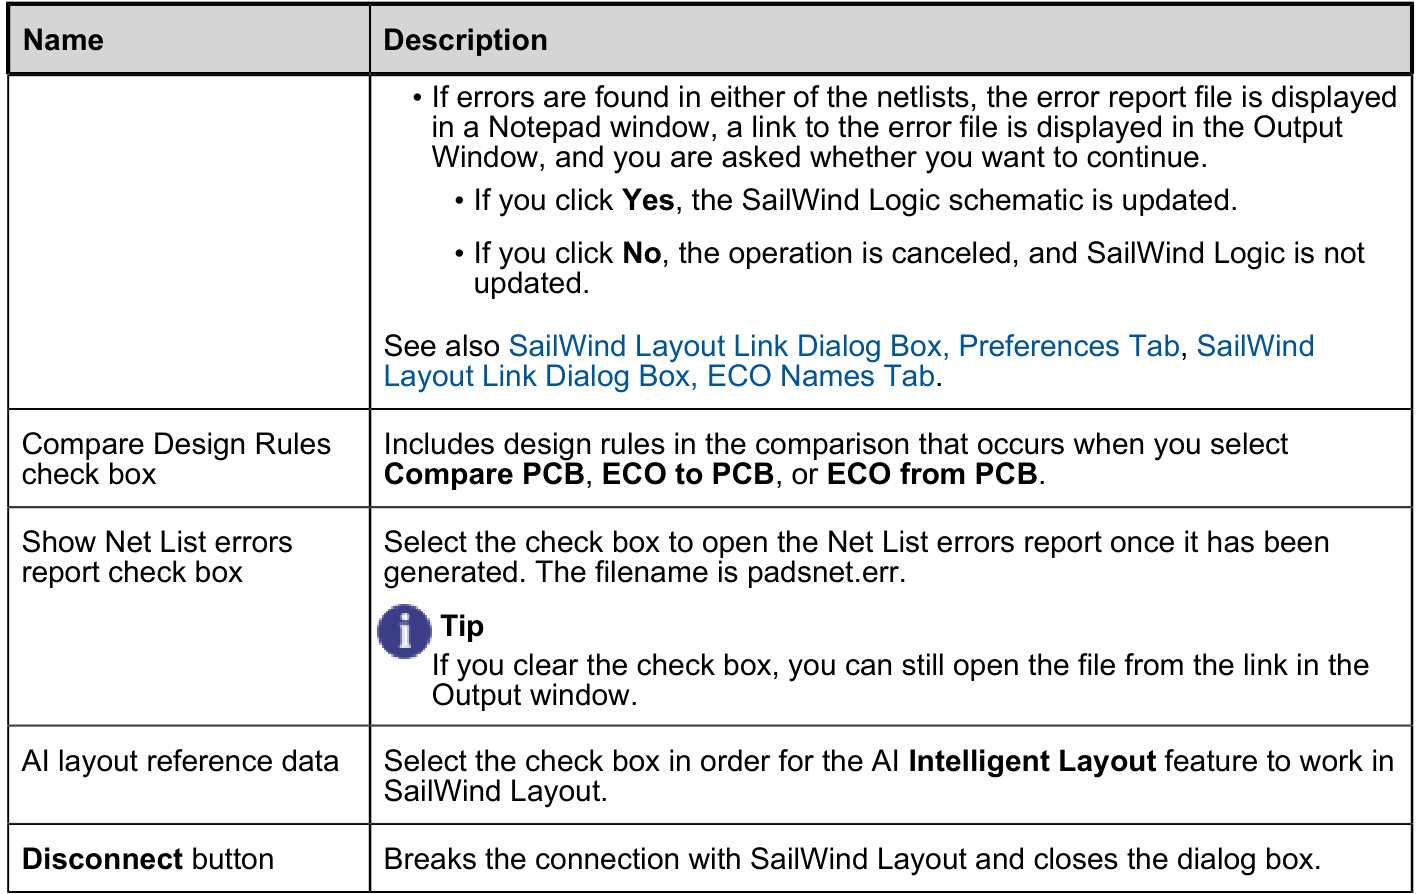 Name Description
• If errors are found in either of the netlists, the error report file is displayed
in a Notepad window, a link to the error file is displayed in the Output
Window, and you are asked whether you want to continue.
• If you click Yes, the SailWind Logic schematic is updated.
• If you click No, the operation is canceled, and SailWind Logic is not
updated.
See also SailWind Layout Link Dialog Box, Preferences Tab, SailWind
Layout Link Dialog Box, ECO Names Tab.
Compare Design Rules
check box
Includes design rules in the comparison that occurs when you select
Compare PCB, ECO to PCB, or ECO from PCB.
Show Net List errors
report check box
Select the check box to open the Net List errors report once it has been
generated. The filename is padsnet.err.
i Tip
If you clear the check box, you can still open the file from the link in the
Output window.
AI layout reference data
Select the check box in order for the AI Intelligent Layout feature to work in
SailWind Layout.
Disconnect button
Breaks the connection with SailWind Layout and closes the dialog box.